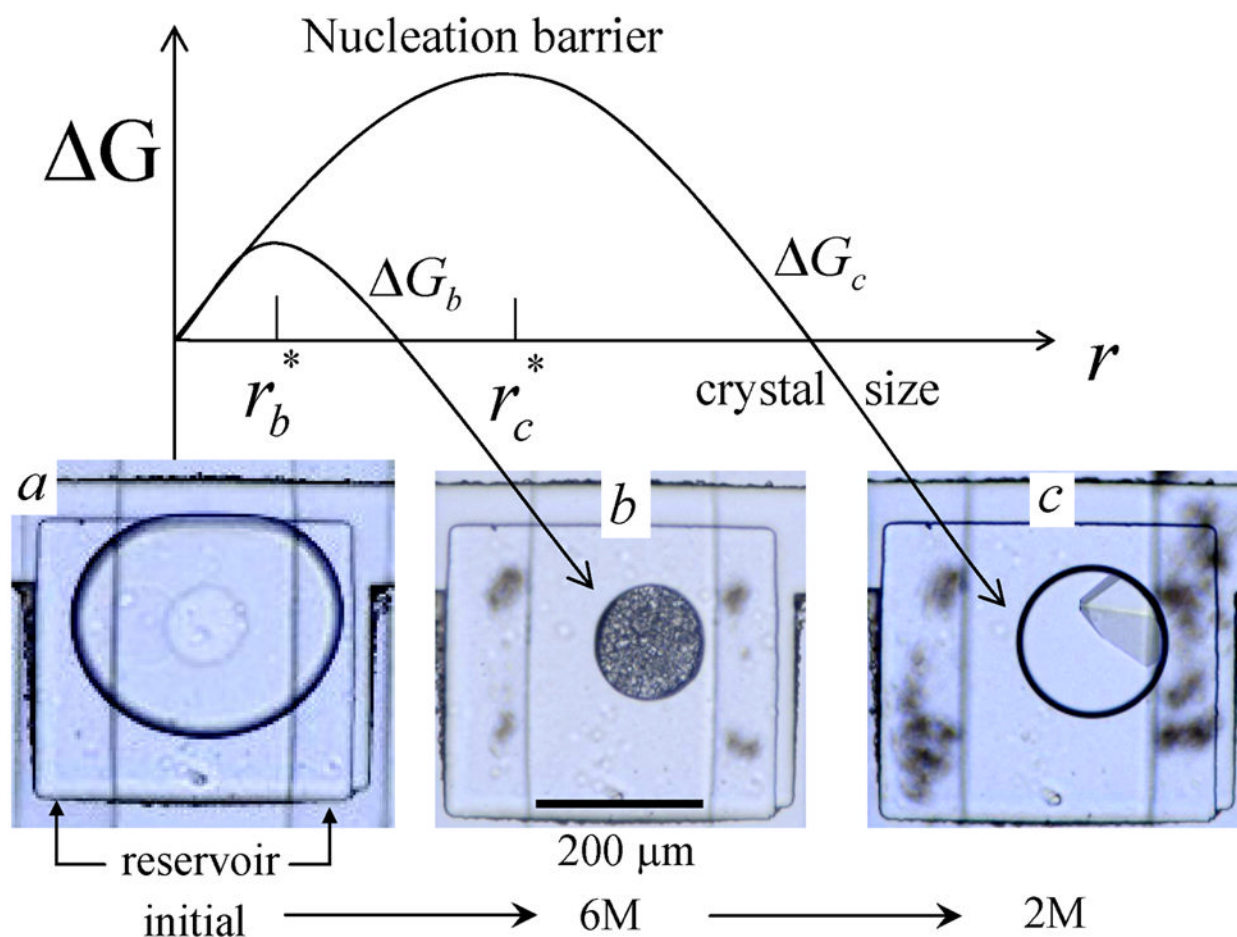 Nucleation barrier
ΔG
ΔG_b
ΔG_c
r_b^*
r_c^*
r
crystal size
a
b
c
200 μm
reservoir
initial
6M
2M